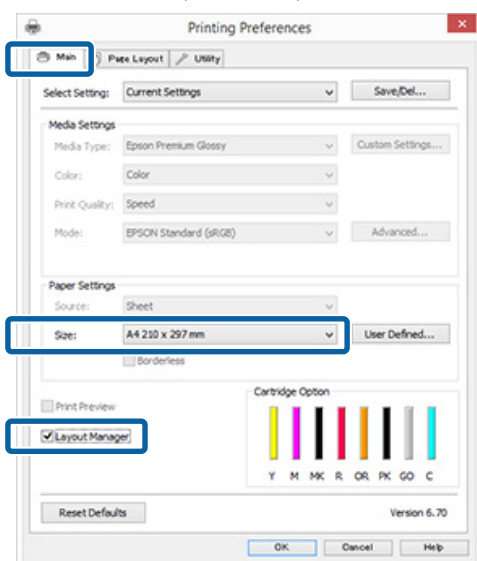 Printing Preferences
Main Page Layout Utility
Select Setting: Current Settings Save/Del...
Media Settings
Media Type: Epson Premium Glossy Custom Settings...
Color: Color
Print Quality: Speed
Mode: EPSON Standard (sRGB) Advanced...
Paper Settings
Source: Sheet
Size: A4 210 x 297 mm User Defined...
Borderless
Cartridge Option
Print Preview
Layout Manager
Y M MK R OR PK GO C
Reset Defaults Version 6.70
OK Cancel Help